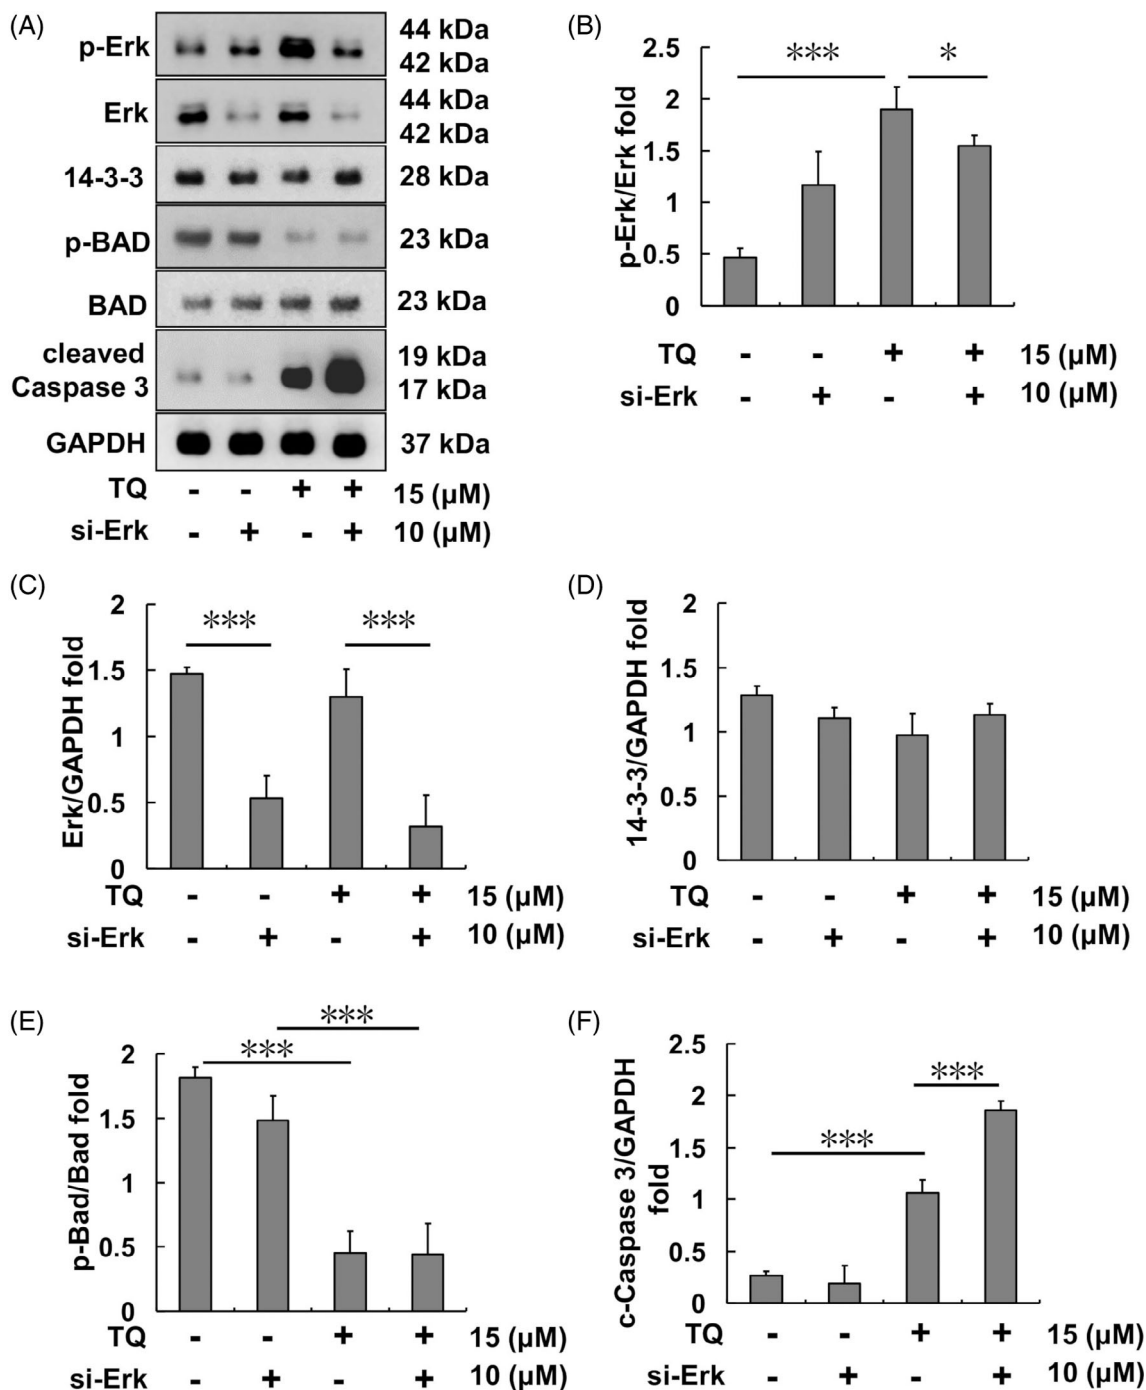 (A)
p-Erk 44 kDa
42 kDa
Erk 44 kDa
42 kDa
14-3-3 28 kDa
p-BAD 23 kDa
BAD 23 kDa
cleaved 19 kDa
Caspase 3 17 kDa
GAPDH 37 kDa
TQ - - + + 15 (μM)
si-Erk - + - + 10 (μM)
(B)
p-Erk/Erk fold
2.5
2
1.5
1
0.5
0
*** *
TQ - - + + 15 (μM)
si-Erk - + - + 10 (μM)
(C)
Erk/GAPDH fold
2
1.5
1
0.5
0
*** ***
TQ - - + + 15 (μM)
si-Erk - + - + 10 (μM)
(D)
14-3-3/GAPDH fold
2
1.5
1
0.5
0
TQ - - + + 15 (μM)
si-Erk - + - + 10 (μM)
(E)
p-Bad/Bad fold
2
1.5
1
0.5
0
***
***
TQ - - + + 15 (μM)
si-Erk - + - + 10 (μM)
(F)
c-Caspase 3/GAPDH
fold
2.5
2
1.5
1
0.5
0
***
***
TQ - - + + 15 (μM)
si-Erk - + - + 10 (μM)